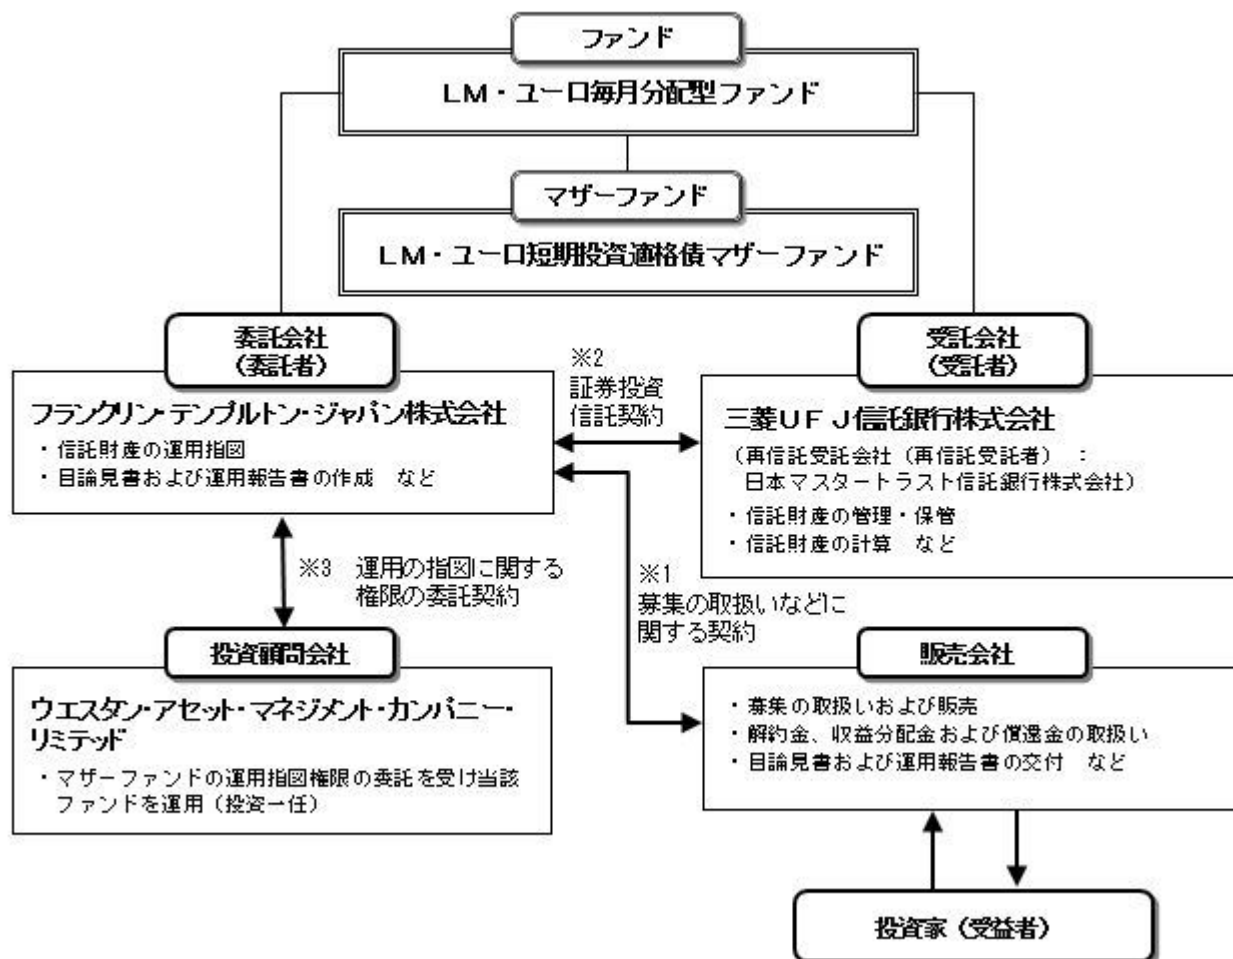 ファンド
LM・ユーロ毎月分配型ファンド
マザーファンド
LM・ユーロ短期投資適格債マザーファンド
委託会社
(委託者)
フランクリン・テンプルトン・ジャパン株式会社
・信託財産の運用指図
・目論見書および運用報告書の作成 など
※2
証券投資
信託契約
受託会社
(受託者)
三菱UFJ信託銀行株式会社
(再信託受託会社(再信託受託者) :
日本マスタートラスト信託銀行株式会社)
・信託財産の管理・保管
・信託財産の計算 など
※3 運用の指図に関する
権限の委託契約
※1
募集の取扱いなどに
関する契約
投資顧問会社
ウエスタン・アセット・マネジメント・カンパニー・
リミテッド
・マザーファンドの運用指図権限の委託を受け当該
ファンドを運用(投資一任)
販売会社
・募集の取扱いおよび販売
・解約金、収益分配金および償還金の取扱い
・目論見書および運用報告書の交付 など
投資家(受益者)